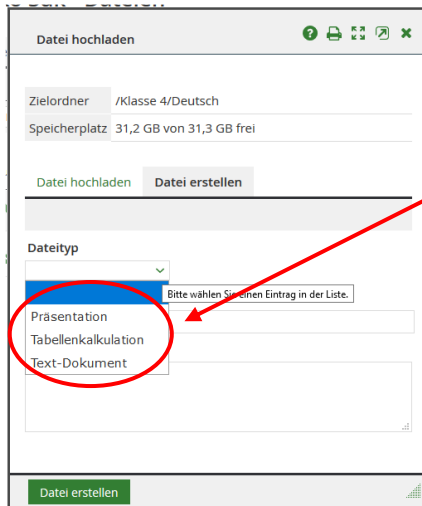 Datei hochladen
Zielordner /Klasse 4/Deutsch
Speicherplatz 31,2 GB von 31,3 GB frei
Datei hochladen Datei erstellen
Dateityp
Bitte wählen Sie einen Eintrag in der Liste.
Präsentation
Tabellenkalkulation
Text-Dokument
Datei erstellen